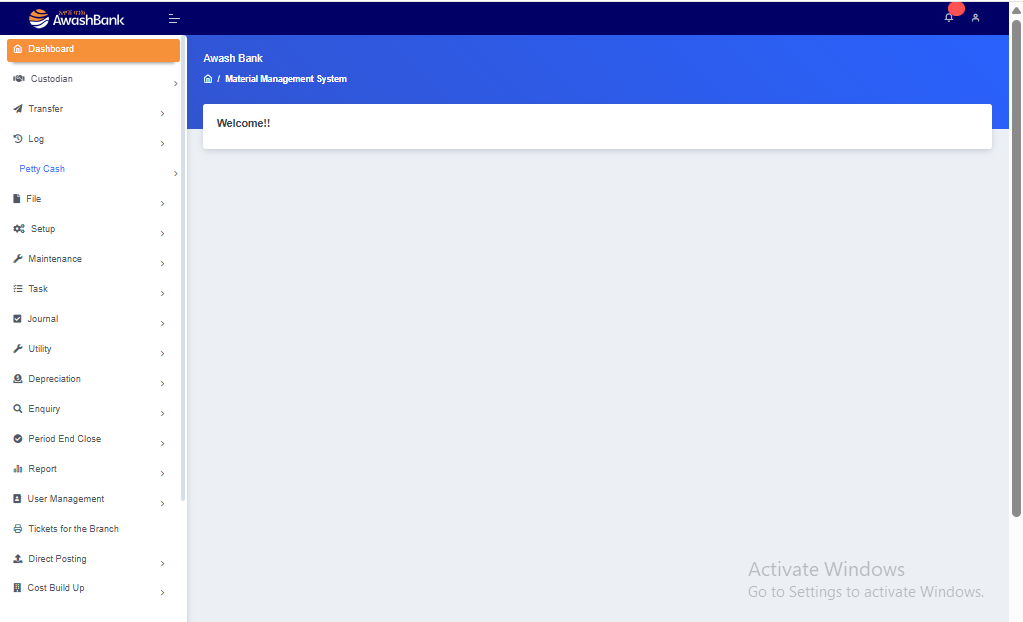 AwashBank
Dashboard
Custodian
Transfer
Log
Petty Cash
File
Setup
Maintenance
Task
Journal
Utility
Depreciation
Enquiry
Period End Close
Report
User Management
Tickets for the Branch
Direct Posting
Cost Build Up
Awash Bank
/ Material Management System
Welcome!!
Activate Windows
Go to Settings to activate Windows.